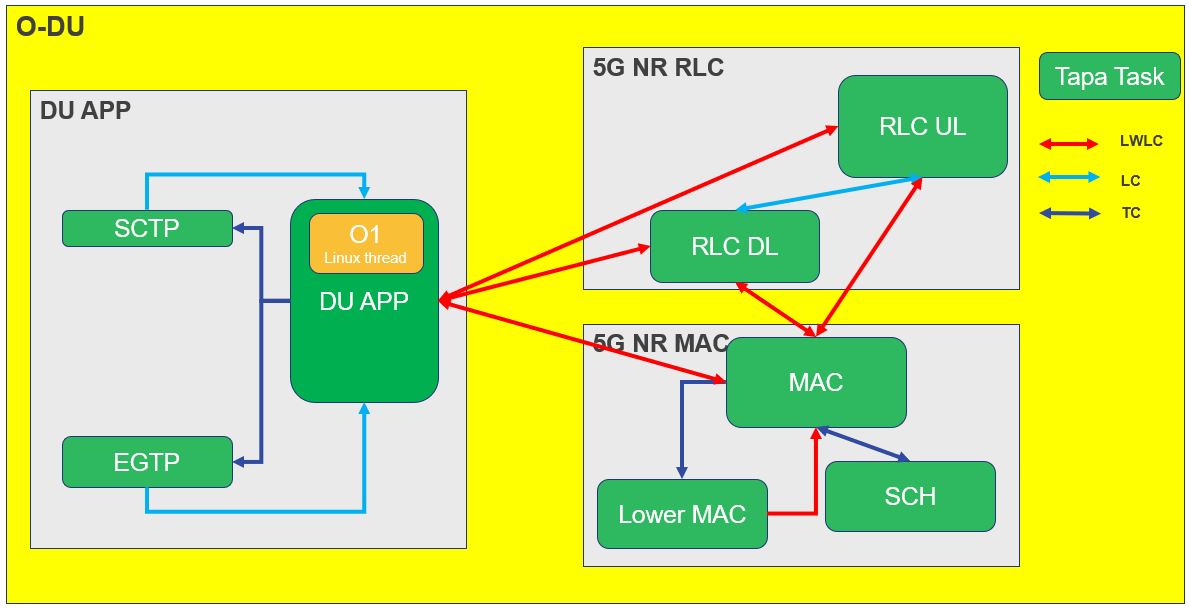 O-DU
DU APP
SCTP
O1
Linux thread
DU APP
EGTP
5G NR RLC
RLC UL
RLC DL
5G NR MAC
MAC
Lower MAC
SCH
Tapa Task
LWLC
LC
TC